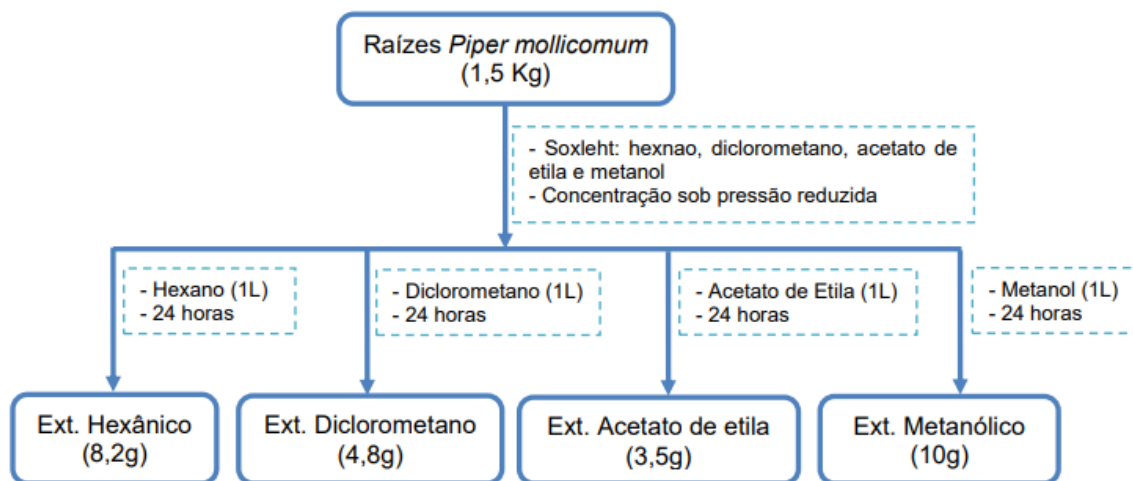 Raízes Piper mollicomum
(1,5 Kg)
- Soxleht: hexnao, diclorometano, acetato de
etila e metanol
- Concentração sob pressão reduzida
- Hexano (1L)
- 24 horas
- Diclorometano (1L)
- 24 horas
- Acetato de Etila (1L)
- 24 horas
- Metanol (1L)
- 24 horas
Ext. Hexânico
(8,2g)
Ext. Diclorometano
(4,8g)
Ext. Acetato de etila
(3,5g)
Ext. Metanólico
(10g)